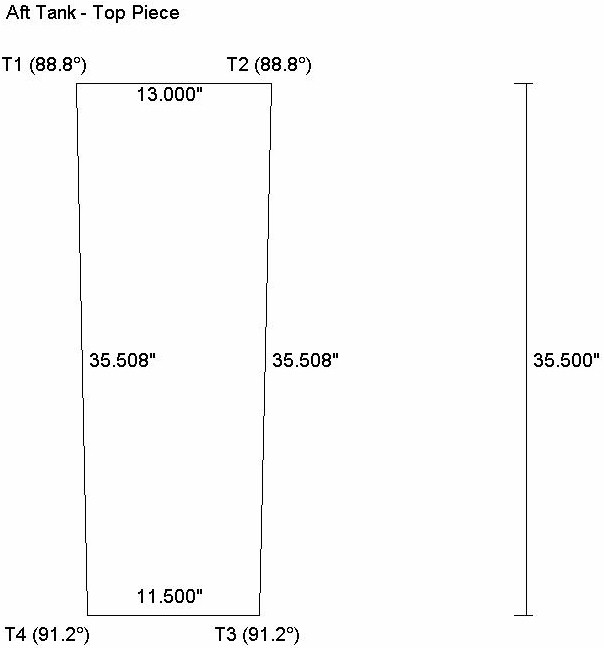 Aft Tank - Top Piece
T1 (88.8°) T2 (88.8°)
13.000"
35.508" 35.508" 35.500"
11.500"
T4 (91.2°) T3 (91.2°)